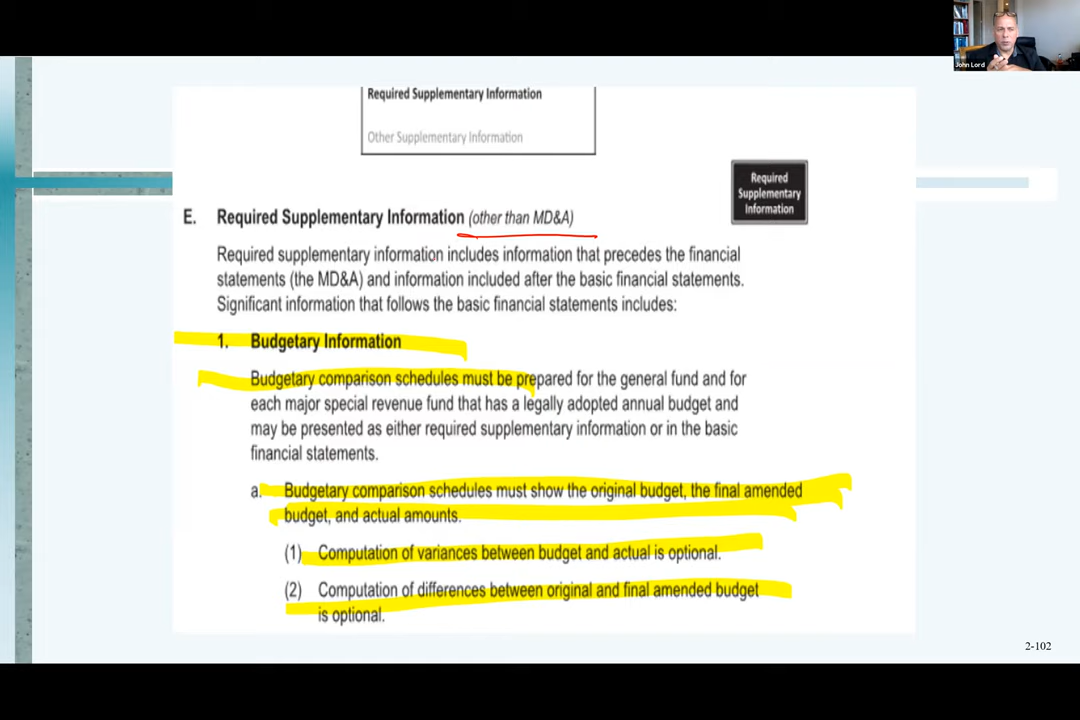 John Lord
Required Supplementary Information
Other Supplementary Information
Required
Supplementary
Information
E. Required Supplementary Information (other than MD&A)
Required supplementary information includes information that precedes the financial
statements (the MD&A) and information included after the basic financial statements.
Significant information that follows the basic financial statements includes:
1. Budgetary Information
Budgetary comparison schedules must be prepared for the general fund and for
each major special revenue fund that has a legally adopted annual budget and
may be presented as either required supplementary information or in the basic
financial statements.
a. Budgetary comparison schedules must show the original budget, the final amended
budget, and actual amounts.
(1) Computation of variances between budget and actual is optional.
(2) Computation of differences between original and final amended budget
is optional.
2-102